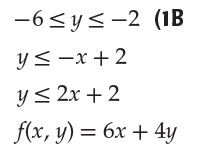 −6 ≤ y ≤ −2 (1B
y ≤ −x + 2
y ≤ 2x + 2
f(x, y) = 6x + 4y